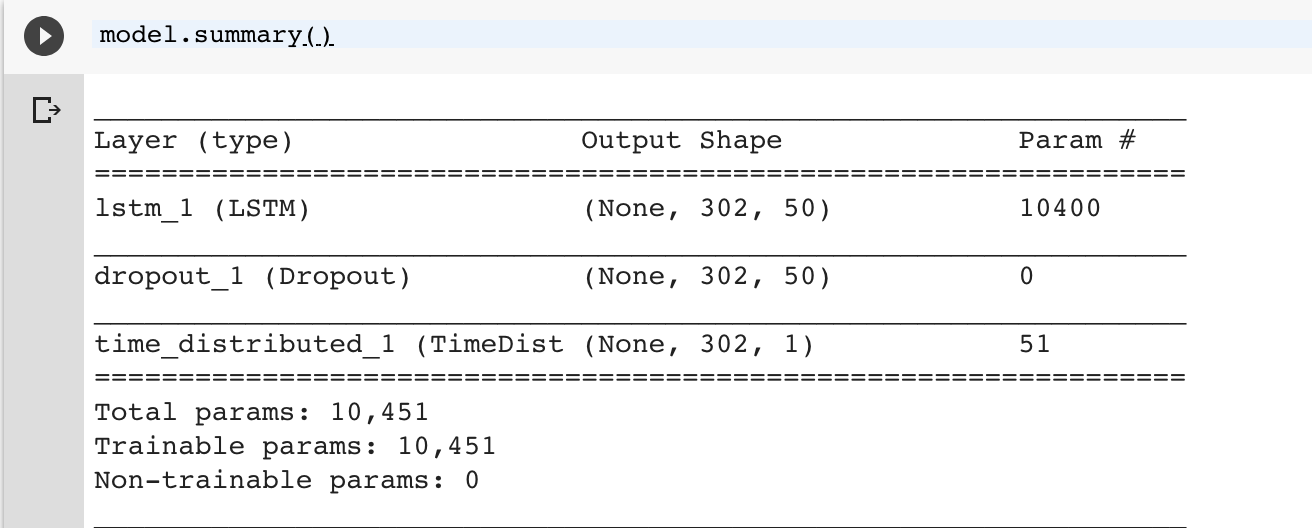 model.summary()
Layer (type) Output Shape Param #
=================================================================
lstm_1 (LSTM) (None, 302, 50) 10400
dropout_1 (Dropout) (None, 302, 50) 0
time_distributed_1 (TimeDist (None, 302, 1) 51
=================================================================
Total params: 10,451
Trainable params: 10,451
Non-trainable params: 0